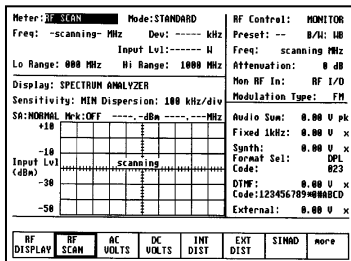 Meter:RF SCAN Mode:STANDARD
Freq: -scanning- MHz Dev: ----- kHz
Input Lvl:------ W
Lo Range: 000 MHz Hi Range: 1000 MHz
Display: SPECTRUM ANALYZER
Sensitivity: MIN Dispersion: 100 kHz/div
SA:NORMAL Mrk:OFF ----.-dBm ----.--MHz
+10
-10
Input Lvl
(dBm)
scanning
-30
-50
RF Control: MONITOR
Preset: -- B/W: WB
Freq: scanning MHz
Attenuation: 0 dB
Mon RF In: RF I/O
Modulation Type: FM
Audio Sum: 0.00 V pk
Fixed 1kHz: 0.00 V x
Synth: 0.00 V x
Format Sel: DPL
Code: 023
DTMF: 0.00 V x
Code:123456789*0#ABCD
External: 0.00 V x
RF DISPLAY
RF SCAN
AC VOLTS
DC VOLTS
INT DIST
EXT DIST
SINAD
more